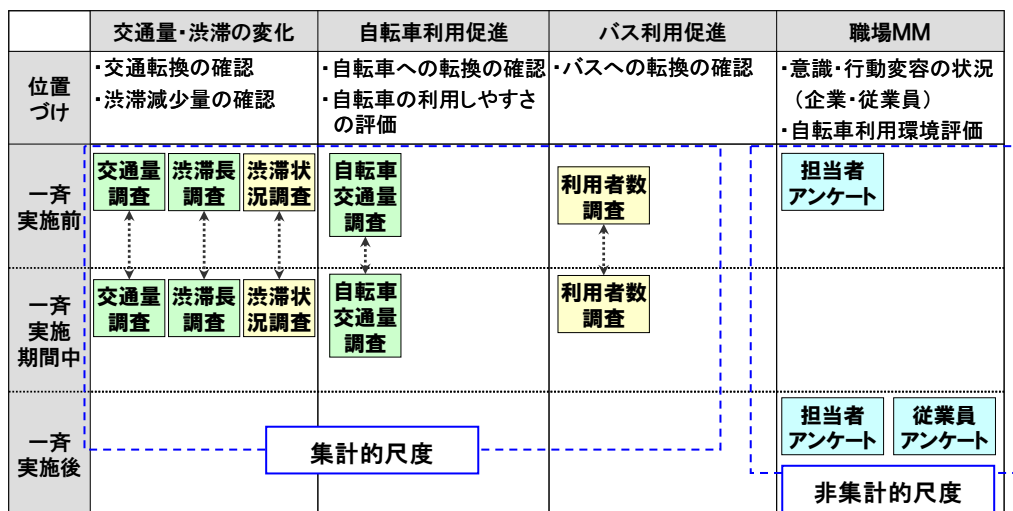 交通量・渋滞の変化
自転車利用促進
バス利用促進
職場MM
位置
づけ
・交通転換の確認
・渋滞減少量の確認
・自転車への転換の確認
・自転車の利用しやすさ
の評価
・バスへの転換の確認
・意識・行動変容の状況
（企業・従業員）
・自転車利用環境評価
一斉
実施前
交通量
調査
渋滞長
調査
渋滞状
況調査
自転車
交通量
調査
利用者数
調査
担当者
アンケート
一斉
実施
期間中
交通量
調査
渋滞長
調査
渋滞状
況調査
自転車
交通量
調査
利用者数
調査
一斉
実施後
担当者
アンケート
従業員
アンケート
集計的尺度
非集計的尺度